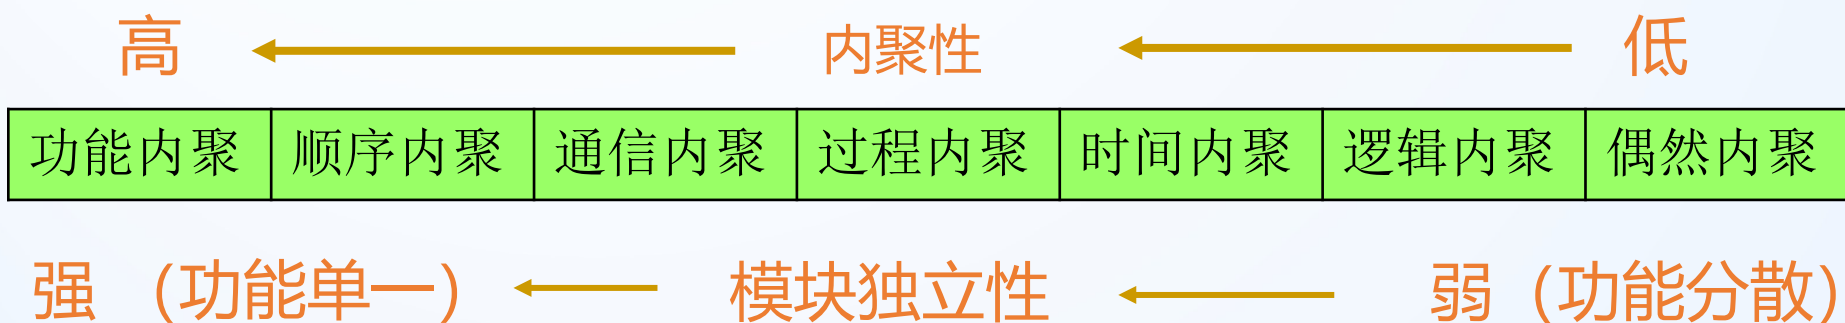 高 内聚性 低
功能内聚 顺序内聚 通信内聚 过程内聚 时间内聚 逻辑内聚 偶然内聚
强 (功能单一) 模块独立性 弱 (功能分散)